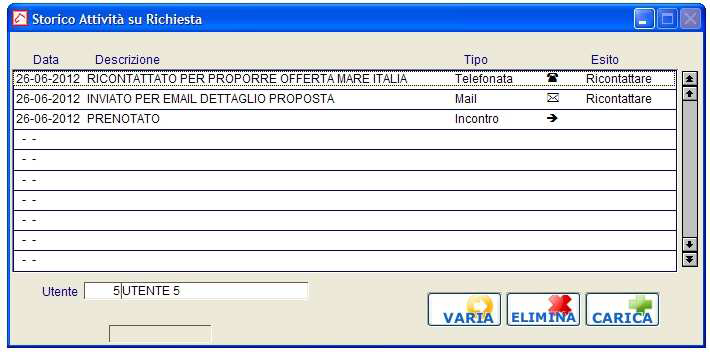 Storico Attività su Richiesta
Data Descrizione Tipo Esito
26-06-2012 RICONTATTATO PER PROPORRE OFFERTA MARE ITALIA Telefonata Ricontattare
26-06-2012 INVIATO PER EMAIL DETTAGLIO PROPOSTA Mail Ricontattare
26-06-2012 PRENOTATO Incontro
- -
- -
- -
- -
- -
- -
- -
Utente 5 UTENTE 5
VARIA ELIMINA CARICA